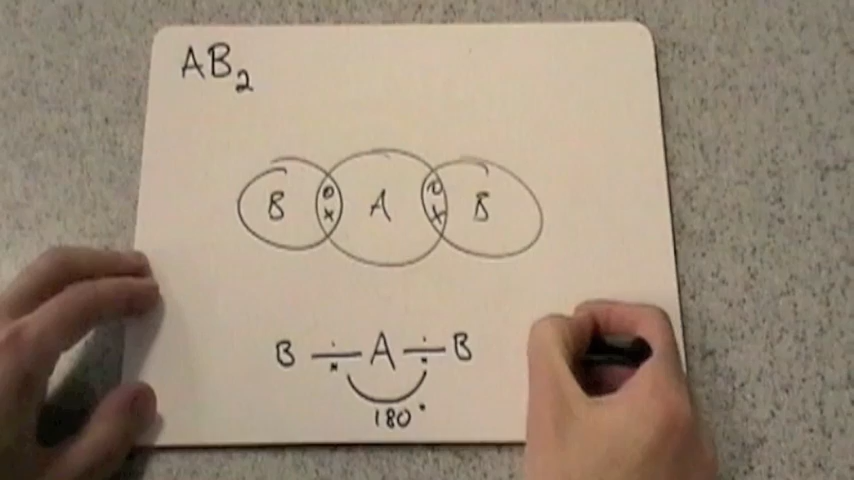 AB₂
B o x A o x B
B — A — B
180°